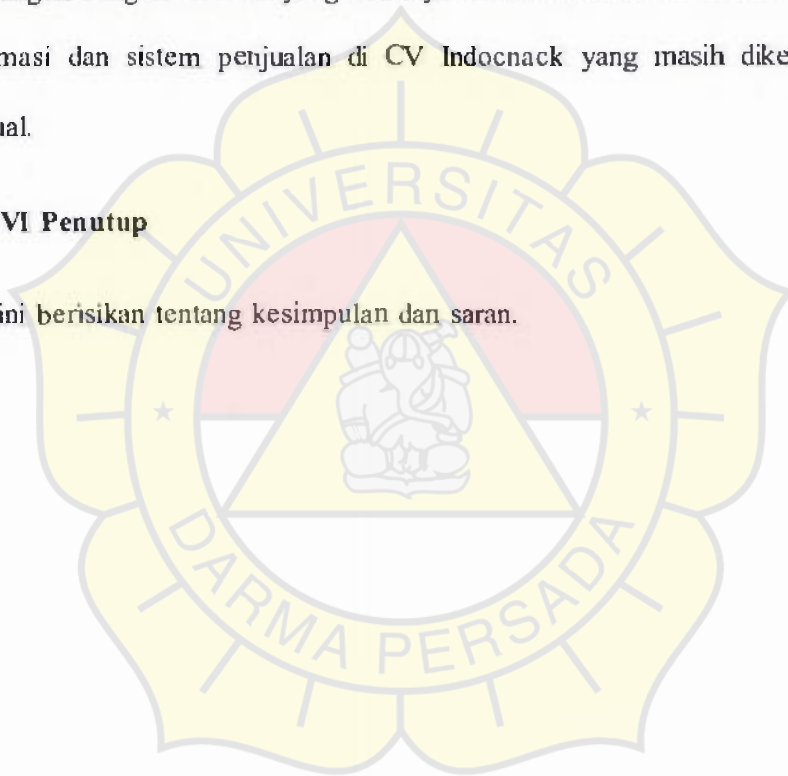 masi dan sistem penjualan di CV Indocnack yang masih dike
ual.
VI Penutup
ini berisikan tentang kesimpulan dan saran.
UNIVERSITAS
DARMA PERSADA